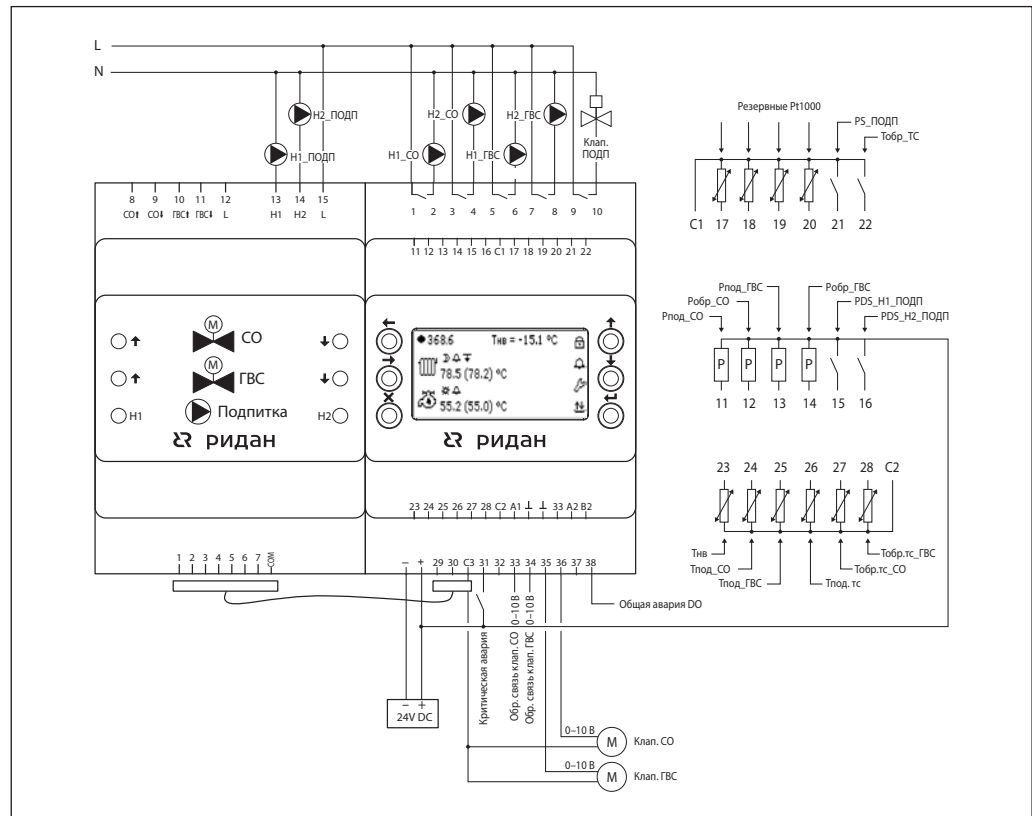 L
N
H2_ПОДП
H1_ПОДП
H2_СО
H1_СО
H2_ГВС
H1_ГВС
Клап.
ПОДП
8 9 10 11 12 13 14 15
СО⬆ СО⬇ ГВС⬆ ГВС⬇ L H1 H2 L
1 2 3 4 5 6 7 8 9 10
11 12 13 14 15 16 C1 17 18 19 20 21 22
M
СО
M
ГВС
H1
Подпитка
H2
ридан
368.6 Tнв = -15.1 °C
78.5 (78.2) °C
55.2 (55.0) °C
ридан
23 24 25 26 27 28 C2 A1 ⊥ ⊥ 33 A2 B2
1 2 3 4 5 6 7 COM
– + 29 30 C3 31 32 33 34 35 36 37 38
Общая авария DO
Критическая авария
Обр. связь клап. СО 0–10 В
Обр. связь клап. ГВС 0–10 В
– +
24V DC
0–10 В
M
Клап. СО
0–10 В
M
Клап. ГВС
Резервные Pt1000
PS_ПОДП
Тобр_ТС
C1 17 18 19 20 21 22
Рпод_ГВС
Робр_ГВС
Робр_СО
PDS_H1_ПОДП
Рпод_СО
PDS_H2_ПОДП
P P P P
11 12 13 14 15 16
23 24 25 26 27 28 C2
Тнв
Тобр.тс_ГВС
Тпод_СО
Тобр.тс_СО
Тпод_ГВС
Тпод. тс